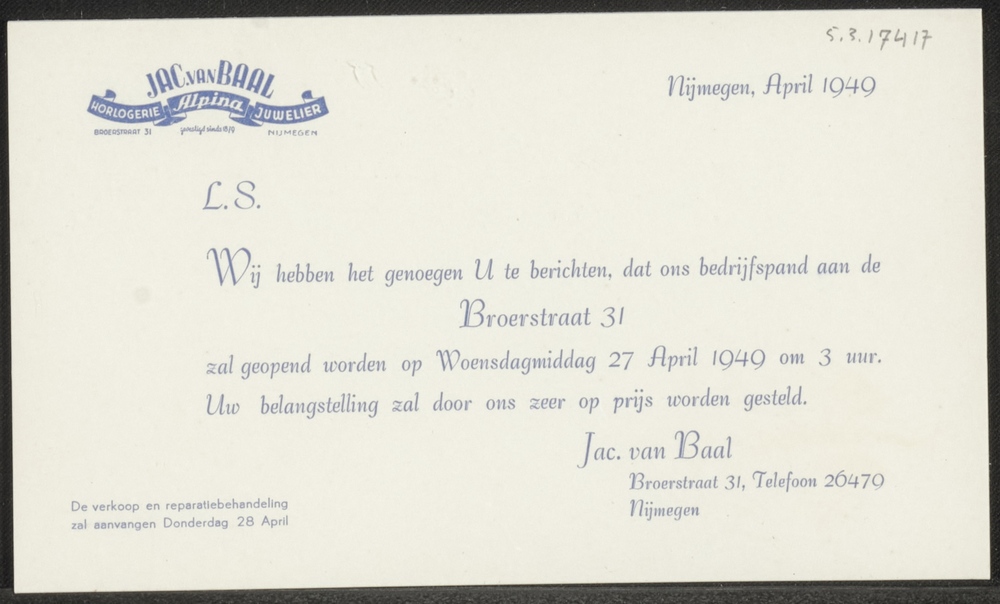 5.3.17417
JAC. VAN BAAL
HORLOGERIE Alpina JUWELIER
BROERSTRAAT 31 gevestigd sinds 1879 NIJMEGEN
Nijmegen, April 1949
L. S.
Wij hebben het genoegen U te berichten, dat ons bedrijfspand aan de
Broerstraat 31
zal geopend worden op Woensdagmiddag 27 April 1949 om 3 uur.
Uw belangstelling zal door ons zeer op prijs worden gesteld.
Jac. van Baal
Broerstraat 31, Telefoon 26479
Nijmegen
De verkoop en reparatiebehandeling
zal aanvangen Donderdag 28 April